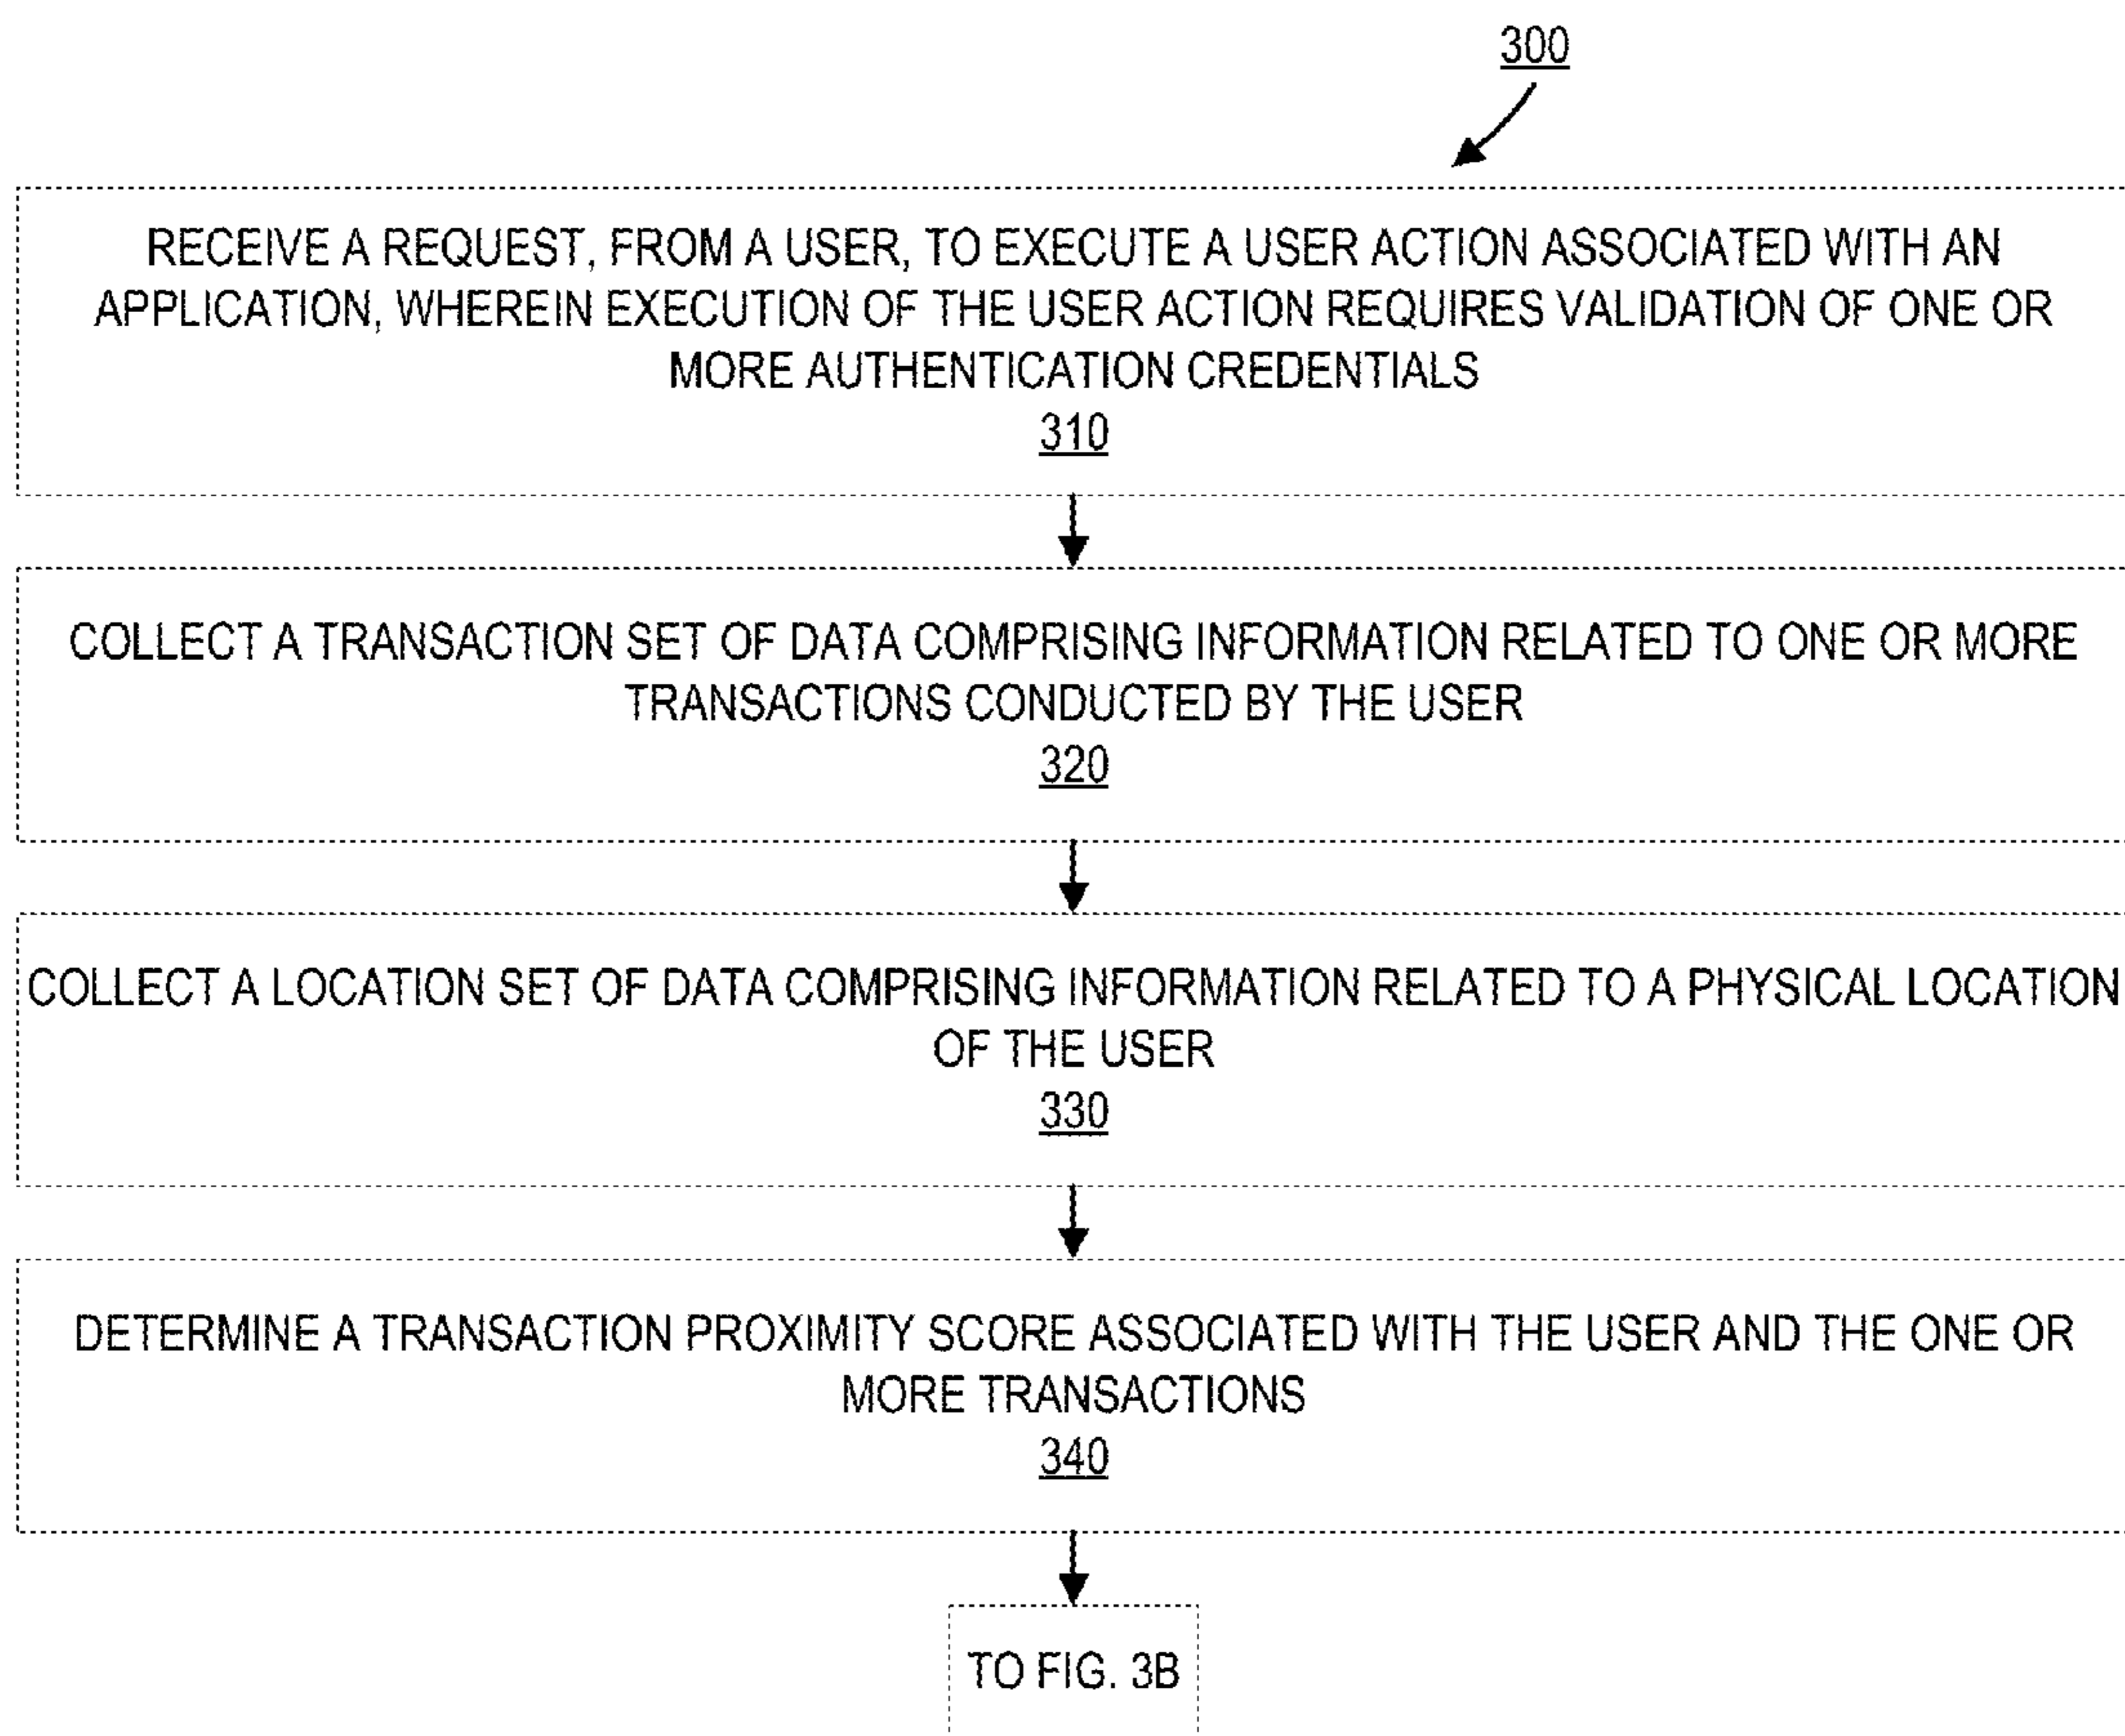 300
RECEIVE A REQUEST, FROM A USER, TO EXECUTE A USER ACTION ASSOCIATED WITH AN
APPLICATION, WHEREIN EXECUTION OF THE USER ACTION REQUIRES VALIDATION OF ONE OR
MORE AUTHENTICATION CREDENTIALS
310
COLLECT A TRANSACTION SET OF DATA COMPRISING INFORMATION RELATED TO ONE OR MORE
TRANSACTIONS CONDUCTED BY THE USER
320
COLLECT A LOCATION SET OF DATA COMPRISING INFORMATION RELATED TO A PHYSICAL LOCATION
OF THE USER
330
DETERMINE A TRANSACTION PROXIMITY SCORE ASSOCIATED WITH THE USER AND THE ONE OR
MORE TRANSACTIONS
340
TO FIG. 3B